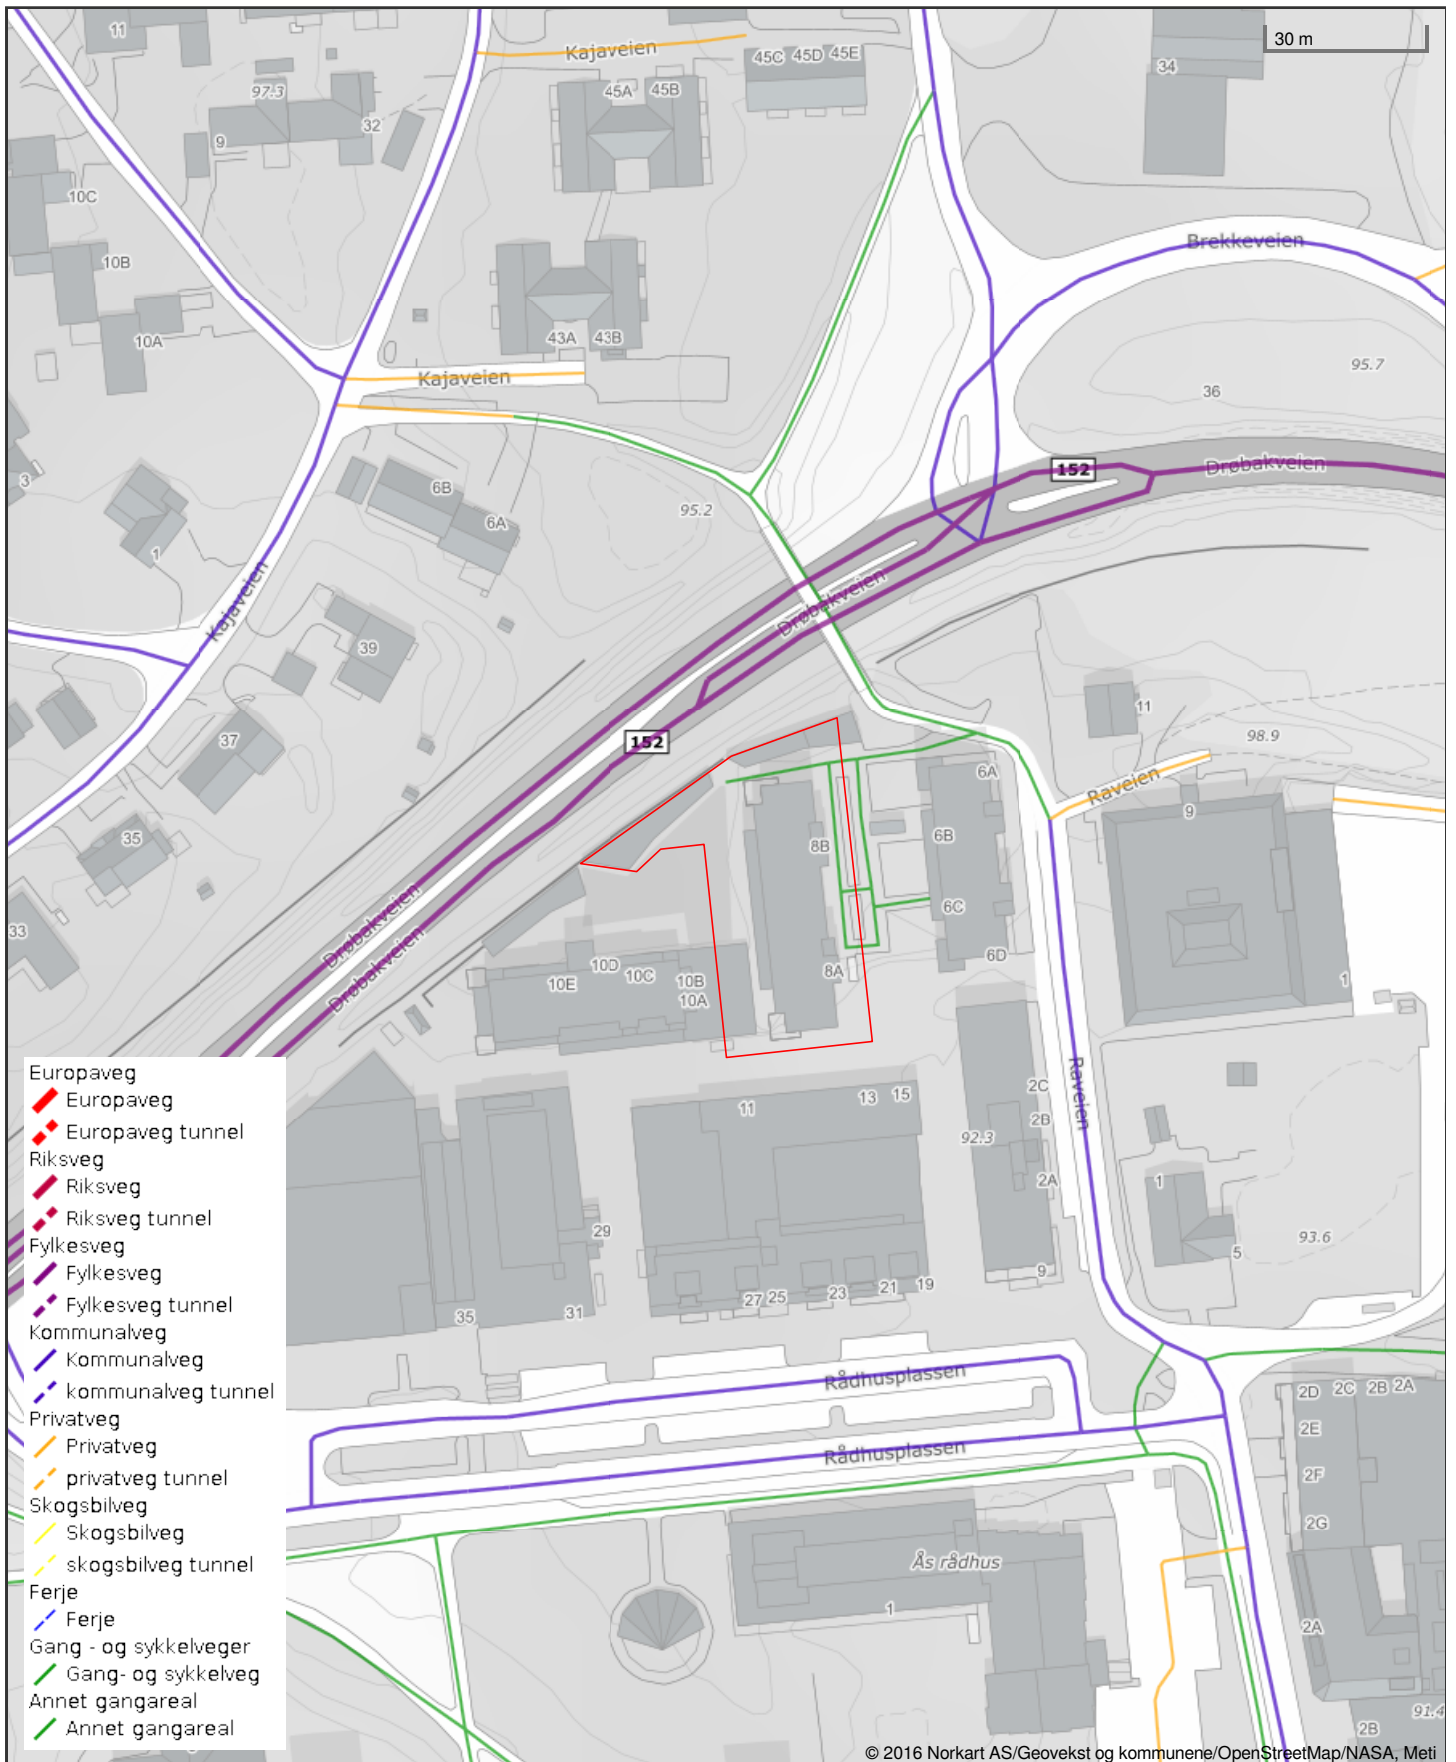 11
Kajaveien
45C 45D 45E
30 m
34
97.3
45A 45B
9
32
10C
10B
Brekkeveien
10A
43A 43B
Kajaveien
95.7
36
3
6B
95.2
6A
152
Drøbakveien
1
Kajaveien
Drøbakveien
39
37
152
11
98.9
6A
Raveien
9
35
8B
6B
33
Drøbakveien
6C
Drøbakveien
10D
10C
10E
10B
10A
8A
6D
1
Raveien
11
13
15
2C
2B
92.3
2A
1
29
93.6
5
9
27 25
23
21
19
35
31
Rådhusplassen
Rådhusplassen
2D 2C 2B 2A
2E
2F
2G
Ås rådhus
1
2A
91.4
2B
Europaveg
Europaveg
Europaveg tunnel
Riksveg
Riksveg
Riksveg tunnel
Fylkesveg
Fylkesveg
Fylkesveg tunnel
Kommunalveg
Kommunalveg
kommunalveg tunnel
Privatveg
Privatveg
privatveg tunnel
Skogsbilveg
Skogsbilveg
skogsbilveg tunnel
Ferje
Ferje
Gang - og sykkelveger
Gang- og sykkelveg
Annet gangareal
Annet gangareal
© 2016 Norkart AS/Geovekst og kommunene/OpenStreetMap/NASA, Meti